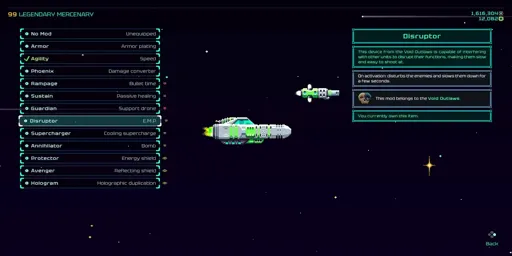 99 LEGENDARY MERCENARY
1,618,304
12,082
No Mod Unequipped
Armor Armor plating
Agility Speed
Phoenix Damage converter
Rampage Bullet time
Sustain Passive healing
Guardian Support drone
Disruptor E.M.P.
Supercharger Cooling supercharge
Annihilator Bomb
Protector Energy shield
Avenger Reflecting shield
Hologram Holographic duplication
Disruptor
This device from the Void Outlaws is capable of interfering
with other units to disrupt their functions, making them slow
and easy to shoot at.
On activation disturbs the enemies and slows them down for
a few seconds.
This mod belongs to the Void Outlaws.
You currently own this item.
Back